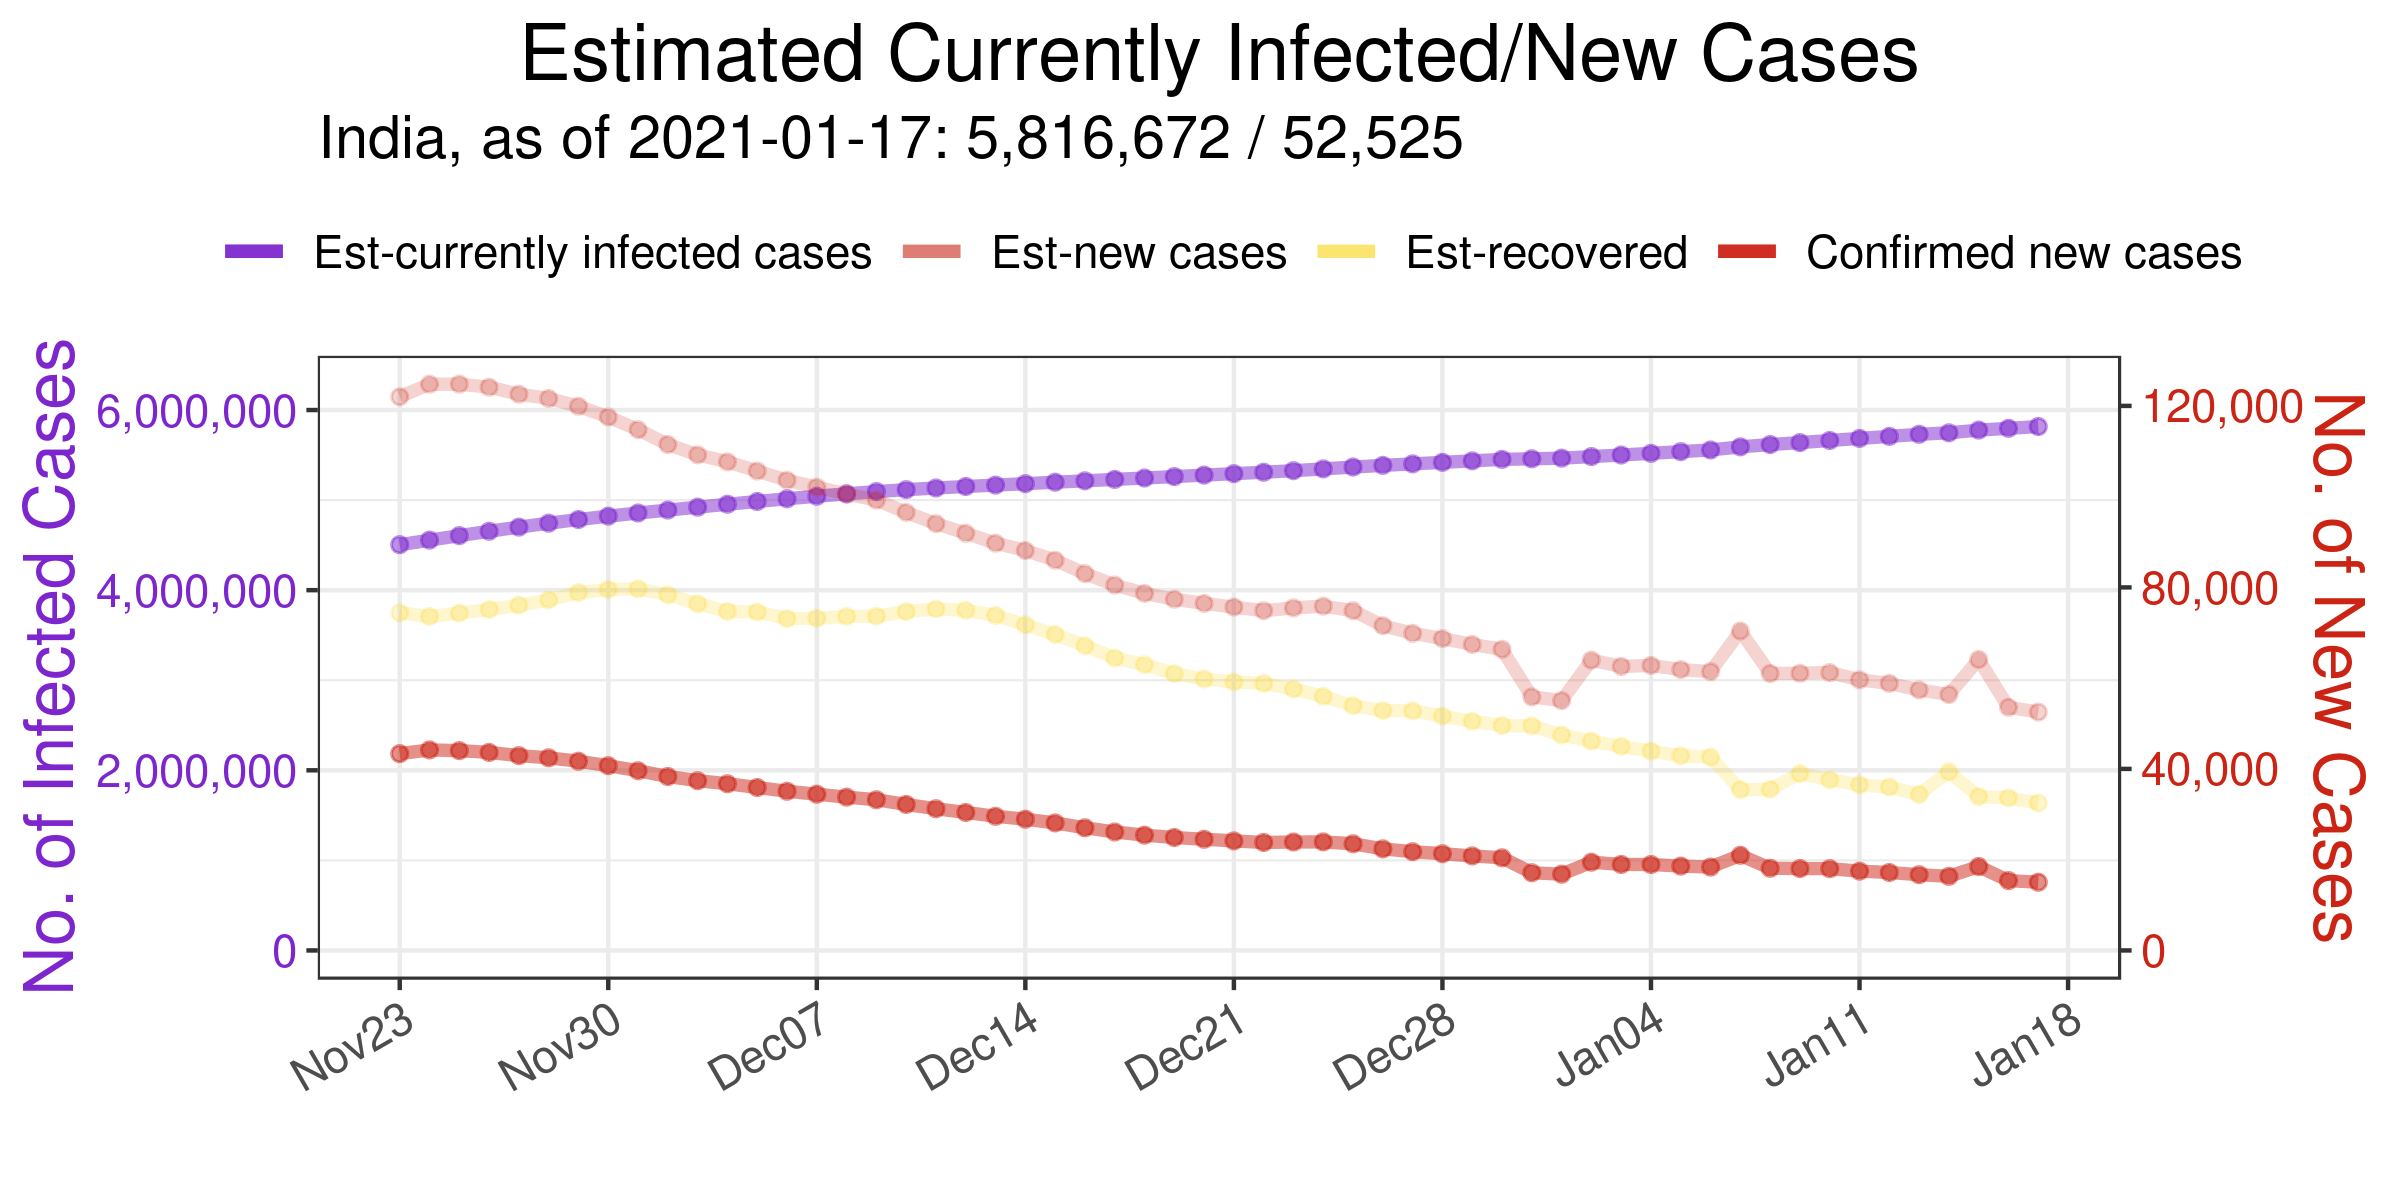 Estimated Currently Infected/New Cases
India, as of 2021-01-17: 5,816,672 / 52,525
Est-currently infected cases Est-new cases Est-recovered Confirmed new cases
No. of Infected Cases
6,000,000
4,000,000
2,000,000
0
120,000
80,000
40,000
0
No. of New Cases
Nov23 Nov30 Dec07 Dec14 Dec21 Dec28 Jan04 Jan11 Jan18